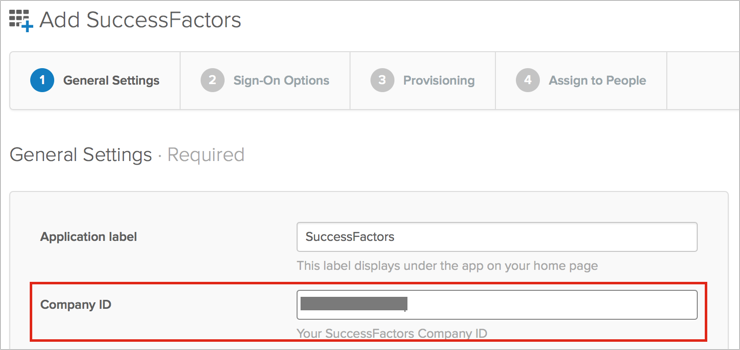 Add SuccessFactors
1 General Settings 2 Sign-On Options 3 Provisioning 4 Assign to People
General Settings · Required
Application label SuccessFactors
This label displays under the app on your home page
Company ID
Your SuccessFactors Company ID